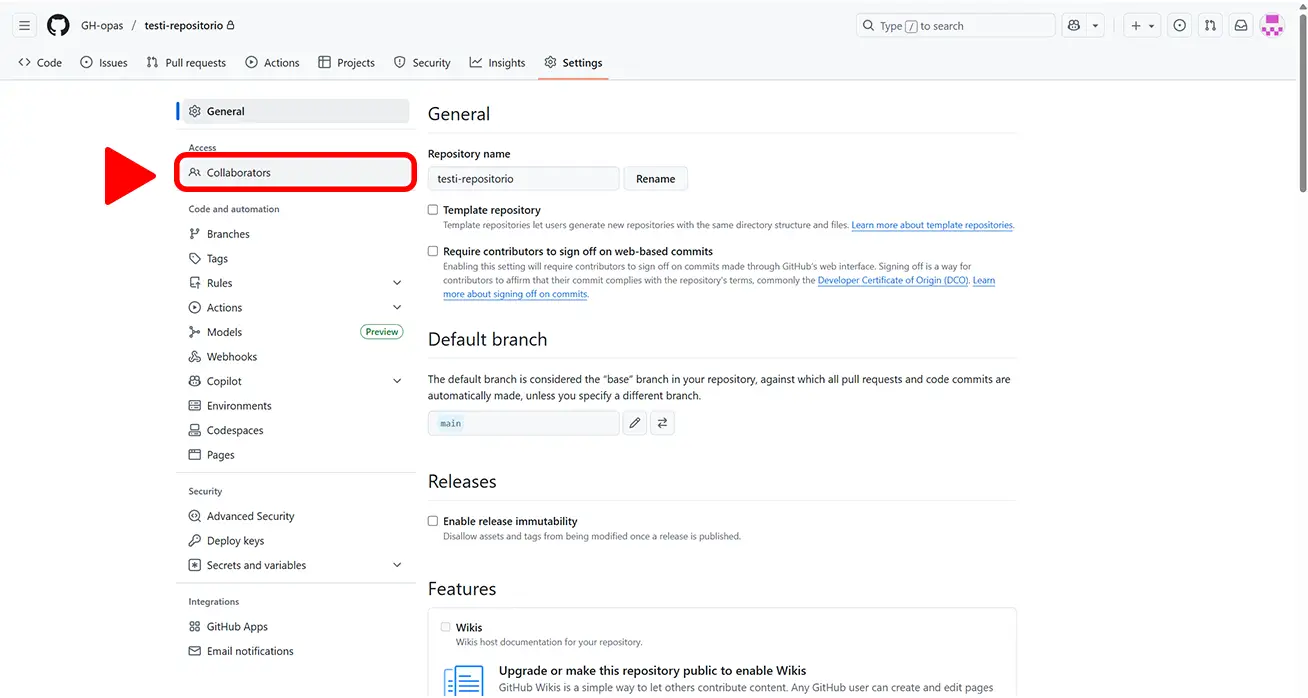 GH-opas / testi-repositorio
Type / to search
Code
Issues
Pull requests
Actions
Projects
Security
Insights
Settings
General
Access
Collaborators
Code and automation
Branches
Tags
Rules
Actions
Models
Preview
Webhooks
Copilot
Environments
Codespaces
Pages
Security
Advanced Security
Deploy keys
Secrets and variables
Integrations
GitHub Apps
Email notifications
General
Repository name
testi-repositorio
Rename
Template repository
Template repositories let users generate new repositories with the same directory structure and files. Learn more about template repositories.
Require contributors to sign off on web-based commits
Enabling this setting will require contributors to sign off on commits made through GitHub's web interface. Signing off is a way for
contributors to affirm that their commit complies with the repository's terms, commonly the Developer Certificate of Origin (DCO). Learn
more about signing off on commits.
Default branch
The default branch is considered the “base” branch in your repository, against which all pull requests and code commits are
automatically made, unless you specify a different branch.
main
Releases
Enable release immutability
Disallow assets and tags from being modified once a release is published.
Features
Wikis
Wikis host documentation for your repository.
Upgrade or make this repository public to enable Wikis
GitHub Wikis is a simple way to let others contribute content. Any GitHub user can create and edit pages